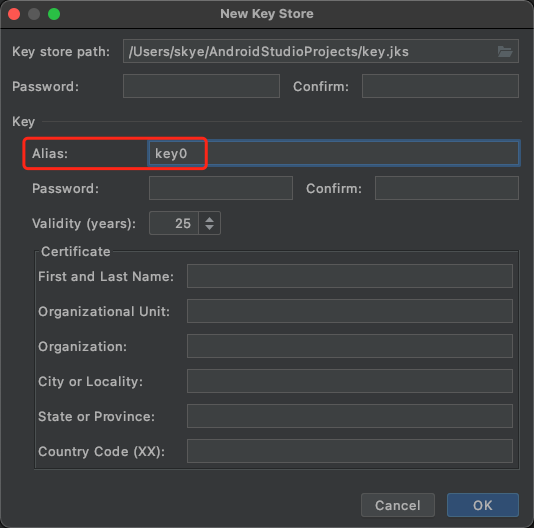 New Key Store
Key store path: /Users/skye/AndroidStudioProjects/key.jks
Password: Confirm:
Key
Alias: key0
Password: Confirm:
Validity (years): 25
Certificate
First and Last Name:
Organizational Unit:
Organization:
City or Locality:
State or Province:
Country Code (XX):
Cancel OK